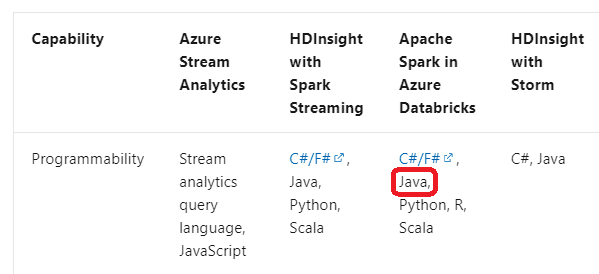 Capability
Azure Stream Analytics
HDInsight with Spark Streaming
Apache Spark in Azure Databricks
HDInsight with Storm
Programmability
Stream analytics query language, JavaScript
C#/F# , Java, Python, Scala
C#/F# , Java, Python, R, Scala
C#, Java